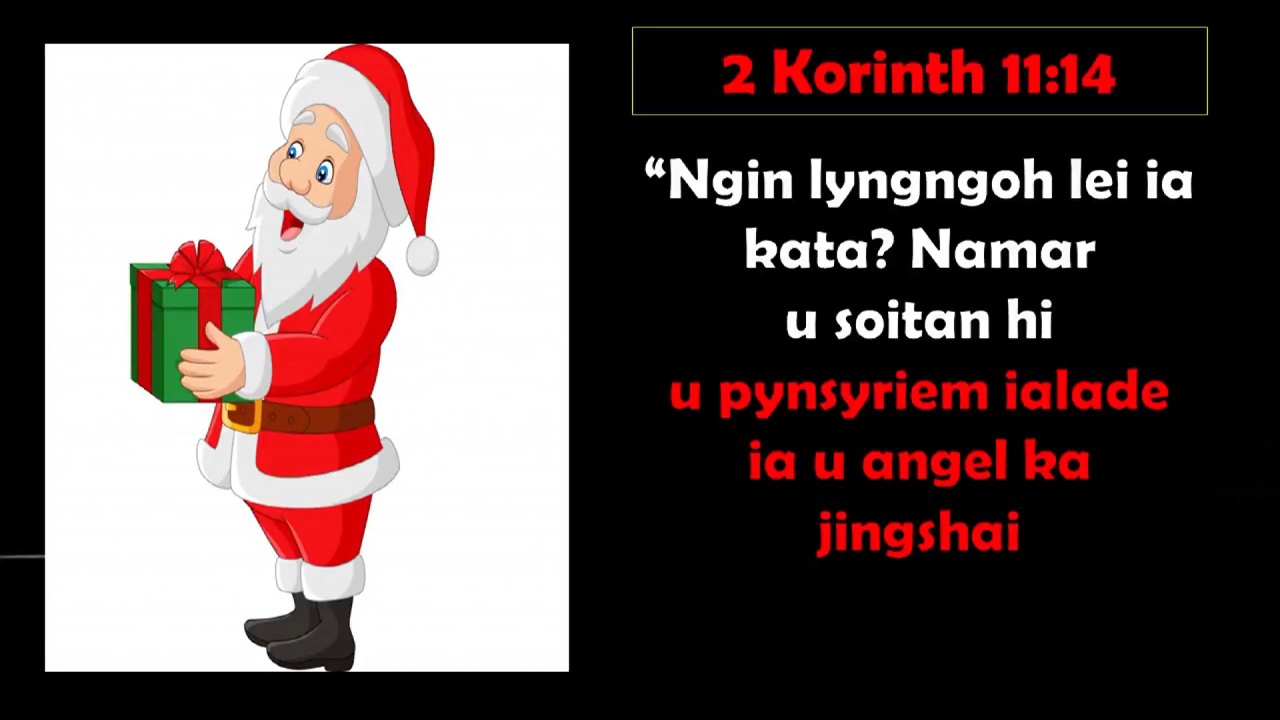 2 Korinth 11:14
“Ngin lyngngoh lei ia
kata? Namar
u soitan hi
u pynsyriem ialade
ia u angel ka
jingshai